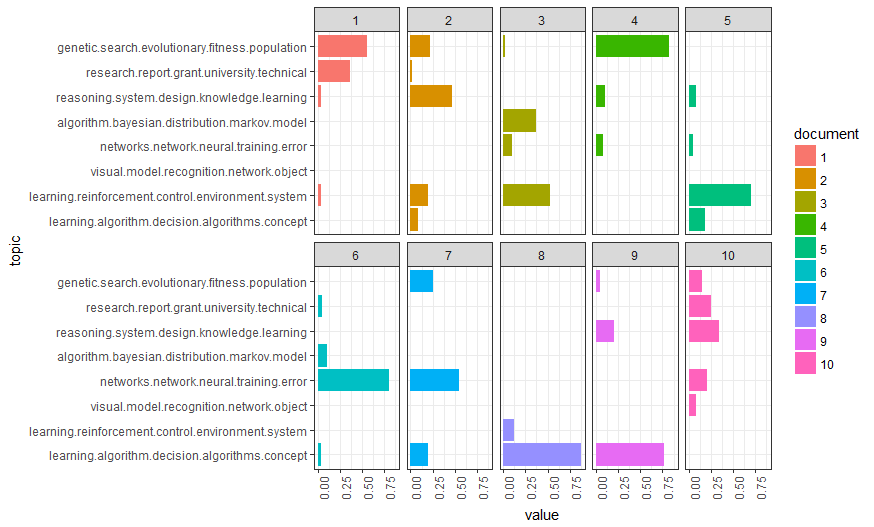 1 2 3 4 5
genetic.search.evolutionary.fitness.population
research.report.grant.university.technical
reasoning.system.design.knowledge.learning
algorithm.bayesian.distribution.markov.model
networks.network.neural.training.error
visual.model.recognition.network.object
learning.reinforcement.control.environment.system
learning.algorithm.decision.algorithms.concept
topic
6 7 8 9 10
genetic.search.evolutionary.fitness.population
research.report.grant.university.technical
reasoning.system.design.knowledge.learning
algorithm.bayesian.distribution.markov.model
networks.network.neural.training.error
visual.model.recognition.network.object
learning.reinforcement.control.environment.system
learning.algorithm.decision.algorithms.concept
0.00 0.25 0.50 0.75 0.00 0.25 0.50 0.75 0.00 0.25 0.50 0.75 0.00 0.25 0.50 0.75 0.00 0.25 0.50 0.75
value
document
1
2
3
4
5
6
7
8
9
10